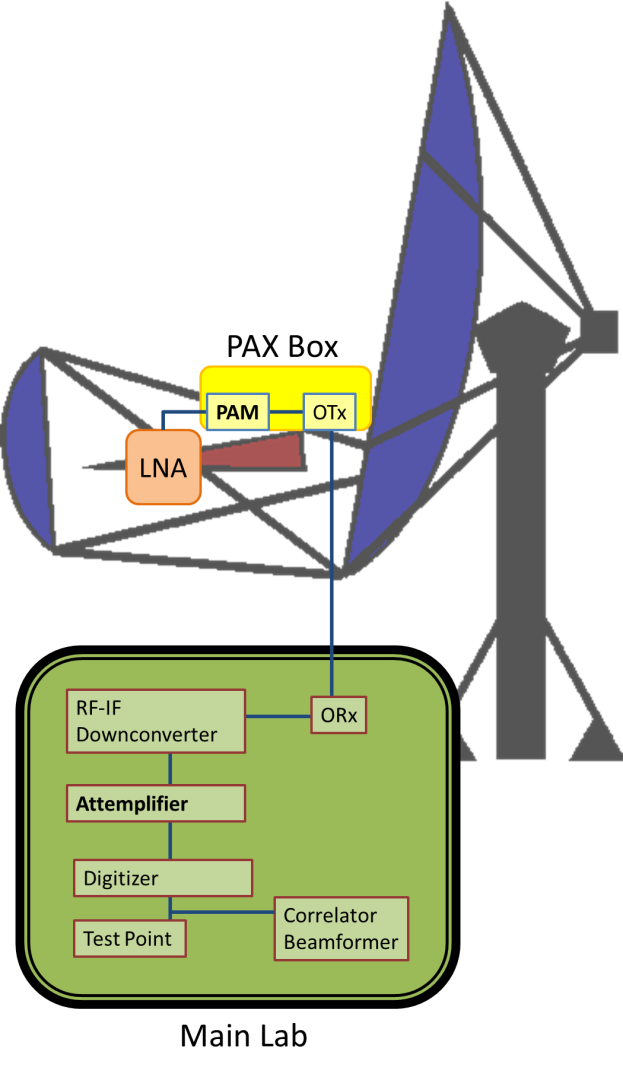 PAX Box
PAM
OTx
LNA
RF-IF
Downconverter
ORx
Attemplifier
Digitizer
Correlator
Beamformer
Test Point
Main Lab